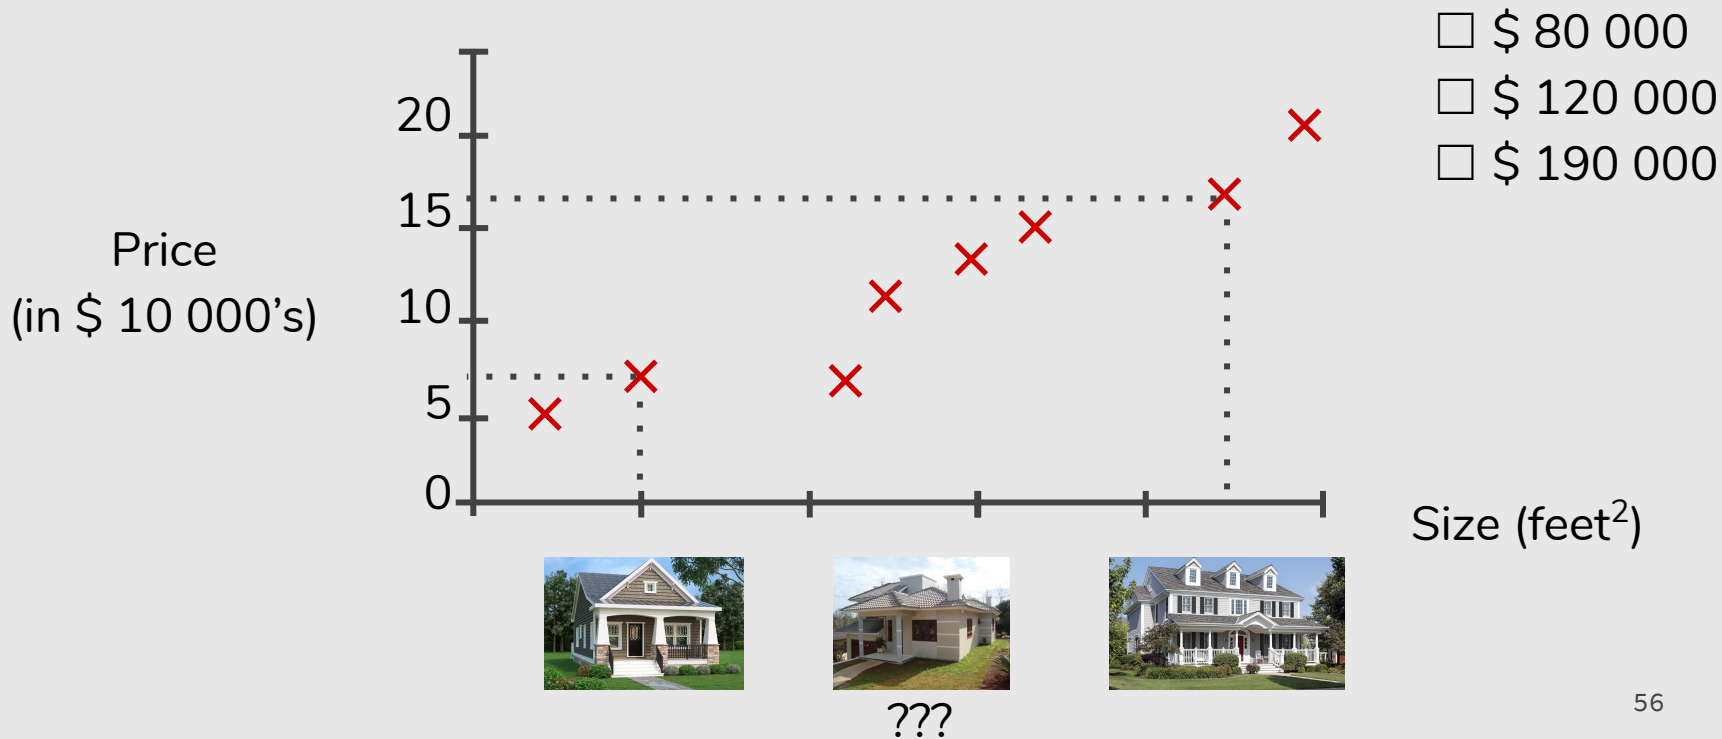 ☐ $ 80 000
☐ $ 120 000
☐ $ 190 000
20
15
Price
(in $ 10 000’s)
10
5
0
Size (feet²)
???
56